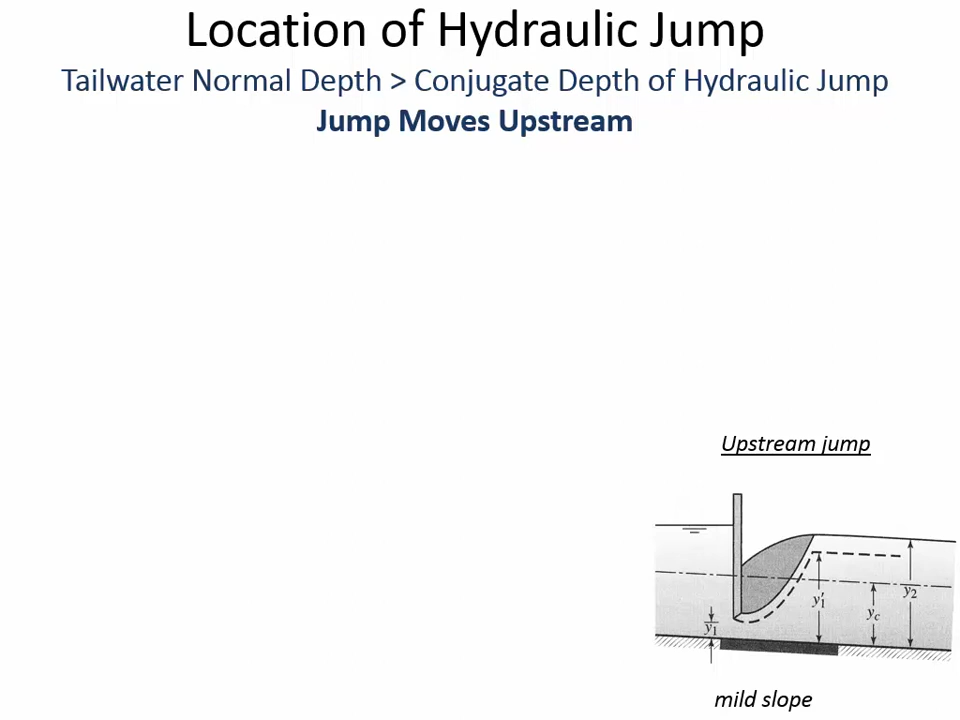 Location of Hydraulic Jump
Tailwater Normal Depth > Conjugate Depth of Hydraulic Jump
Jump Moves Upstream
Upstream jump
y1
y'1
yc
y2
mild slope